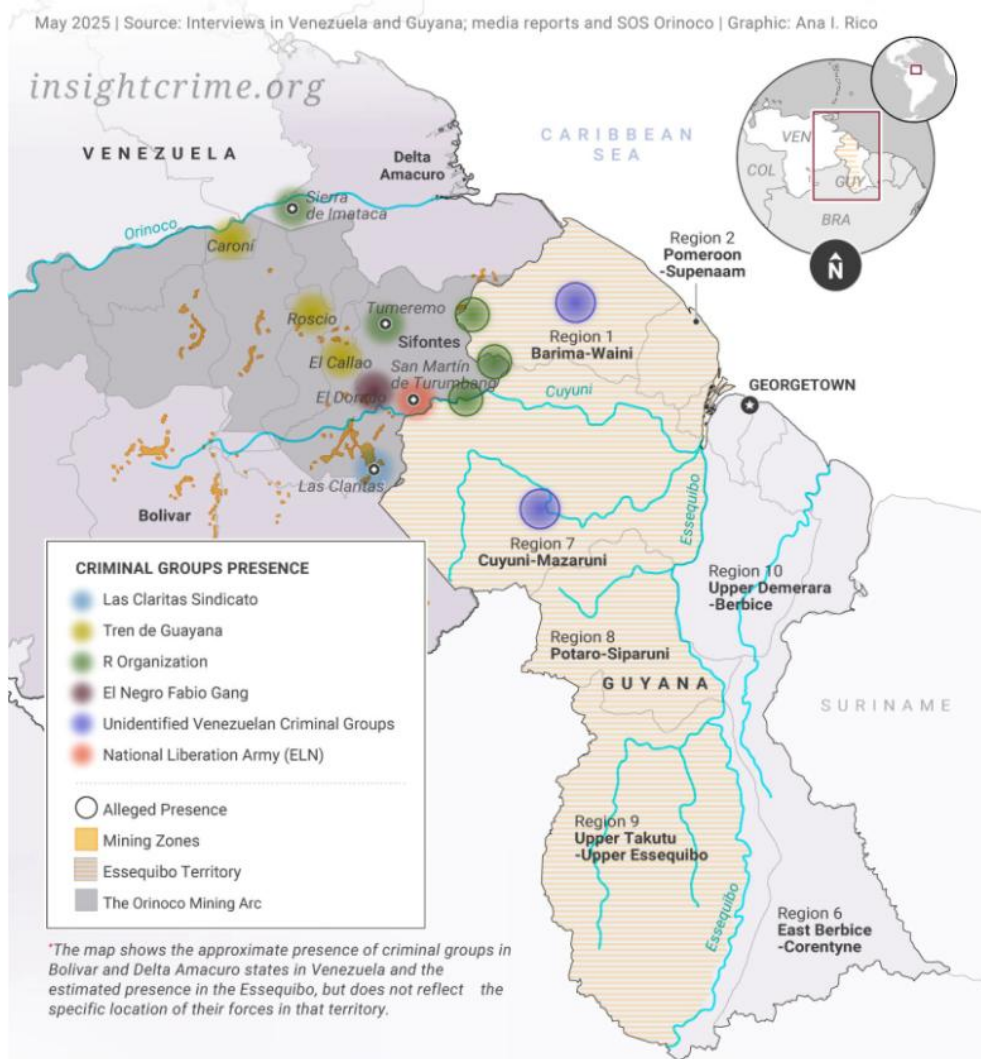 May 2025 | Source: Interviews in Venezuela and Guyana; media reports and SOS Orinoco | Graphic: Ana I. Rico
insightcrime.org
CARIBBEAN
SEA
VEN
COL
GUY
BRA
N
VENEZUELA
Delta
Amacuro
Sierra
de Imataca
Orinoco
Caroní
Region 2
Pomeroon
-Supenaam
Roscio
Tumeremo
Sifontes
Region 1
Barima-Waini
El Callao
San Martín
de Turumbang
El Dorado
Cuyuni
GEORGETOWN
Las Claritas
Bolivar
Essequibo
Region 7
Cuyuni-Mazaruni
Region 10
Upper Demerara
-Berbice
Region 8
Potaro-Siparuni
GUYANA
SURINAME
CRIMINAL GROUPS PRESENCE
Las Claritas Sindicato
Tren de Guayana
R Organization
El Negro Fabio Gang
Unidentified Venezuelan Criminal Groups
National Liberation Army (ELN)
Alleged Presence
Mining Zones
Essequibo Territory
The Orinoco Mining Arc
Region 9
Upper Takutu
-Upper Essequibo
Essequibo
Region 6
East Berbice
-Corentyne
*The map shows the approximate presence of criminal groups in
Bolivar and Delta Amacuro states in Venezuela and the
estimated presence in the Essequibo, but does not reflect the
specific location of their forces in that territory.